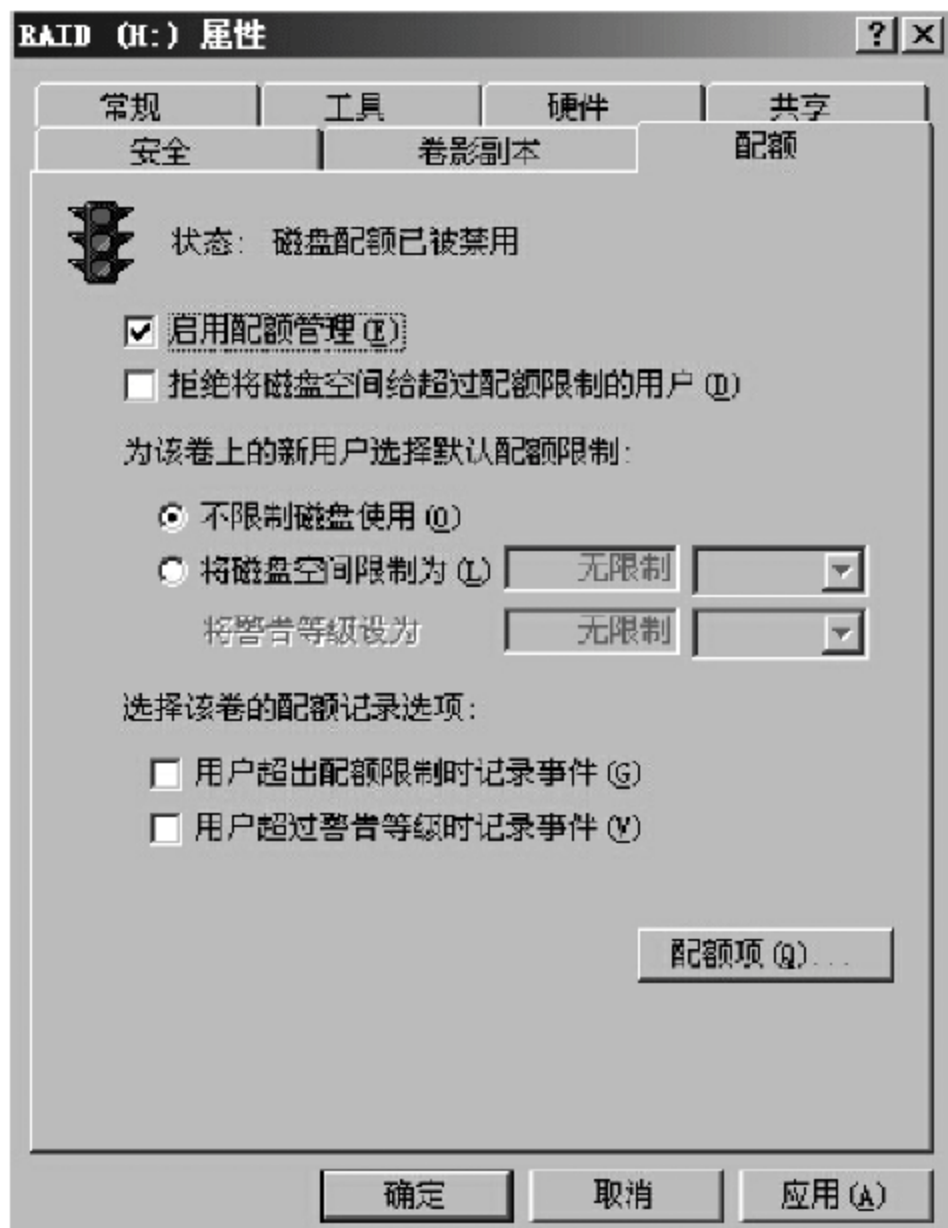 RAID (H:) 属性
常规 工具 硬件 共享
安全 卷影副本 配额
状态: 磁盘配额已被禁用
启用配额管理(E)
拒绝将磁盘空间给超过配额限制的用户(D)
为该卷上的新用户选择默认配额限制:
不限制磁盘使用(O)
将磁盘空间限制为(L) 无限制
将警告等级设为 无限制
选择该卷的配额记录选项:
用户超出配额限制时记录事件(G)
用户超过警告等级时记录事件(V)
配额项(Q)...
确定 取消 应用(A)